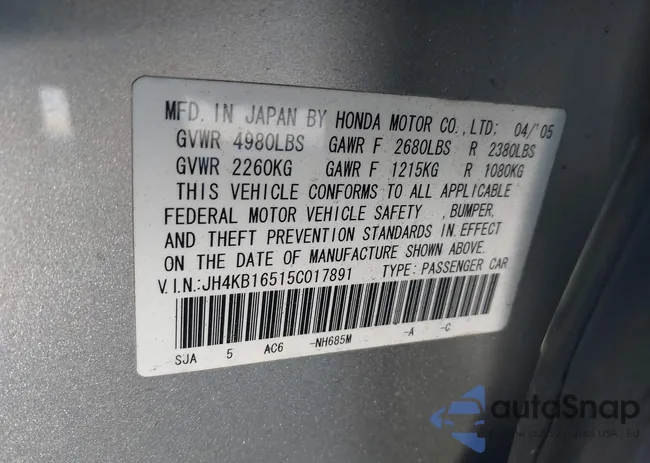 MFD. IN JAPAN BY HONDA MOTOR CO.,LTD: 04/'05
GVWR 4980LBS GAWR F 2680LBS R 2380LBS
GVWR 2260KG GAWR F 1215KG R 1080KG
THIS VEHICLE CONFORMS TO ALL APPLICABLE
FEDERAL MOTOR VEHICLE SAFETY , BUMPER,
AND THEFT PREVENTION STANDARDS IN EFFECT
ON THE DATE OF MANUFACTURE SHOWN ABOVE.
V.I.N.:JH4KB16515C017891 TYPE: PASSENGER CAR
SJA 5 AC6 -NH685M -A -C
autoSnap